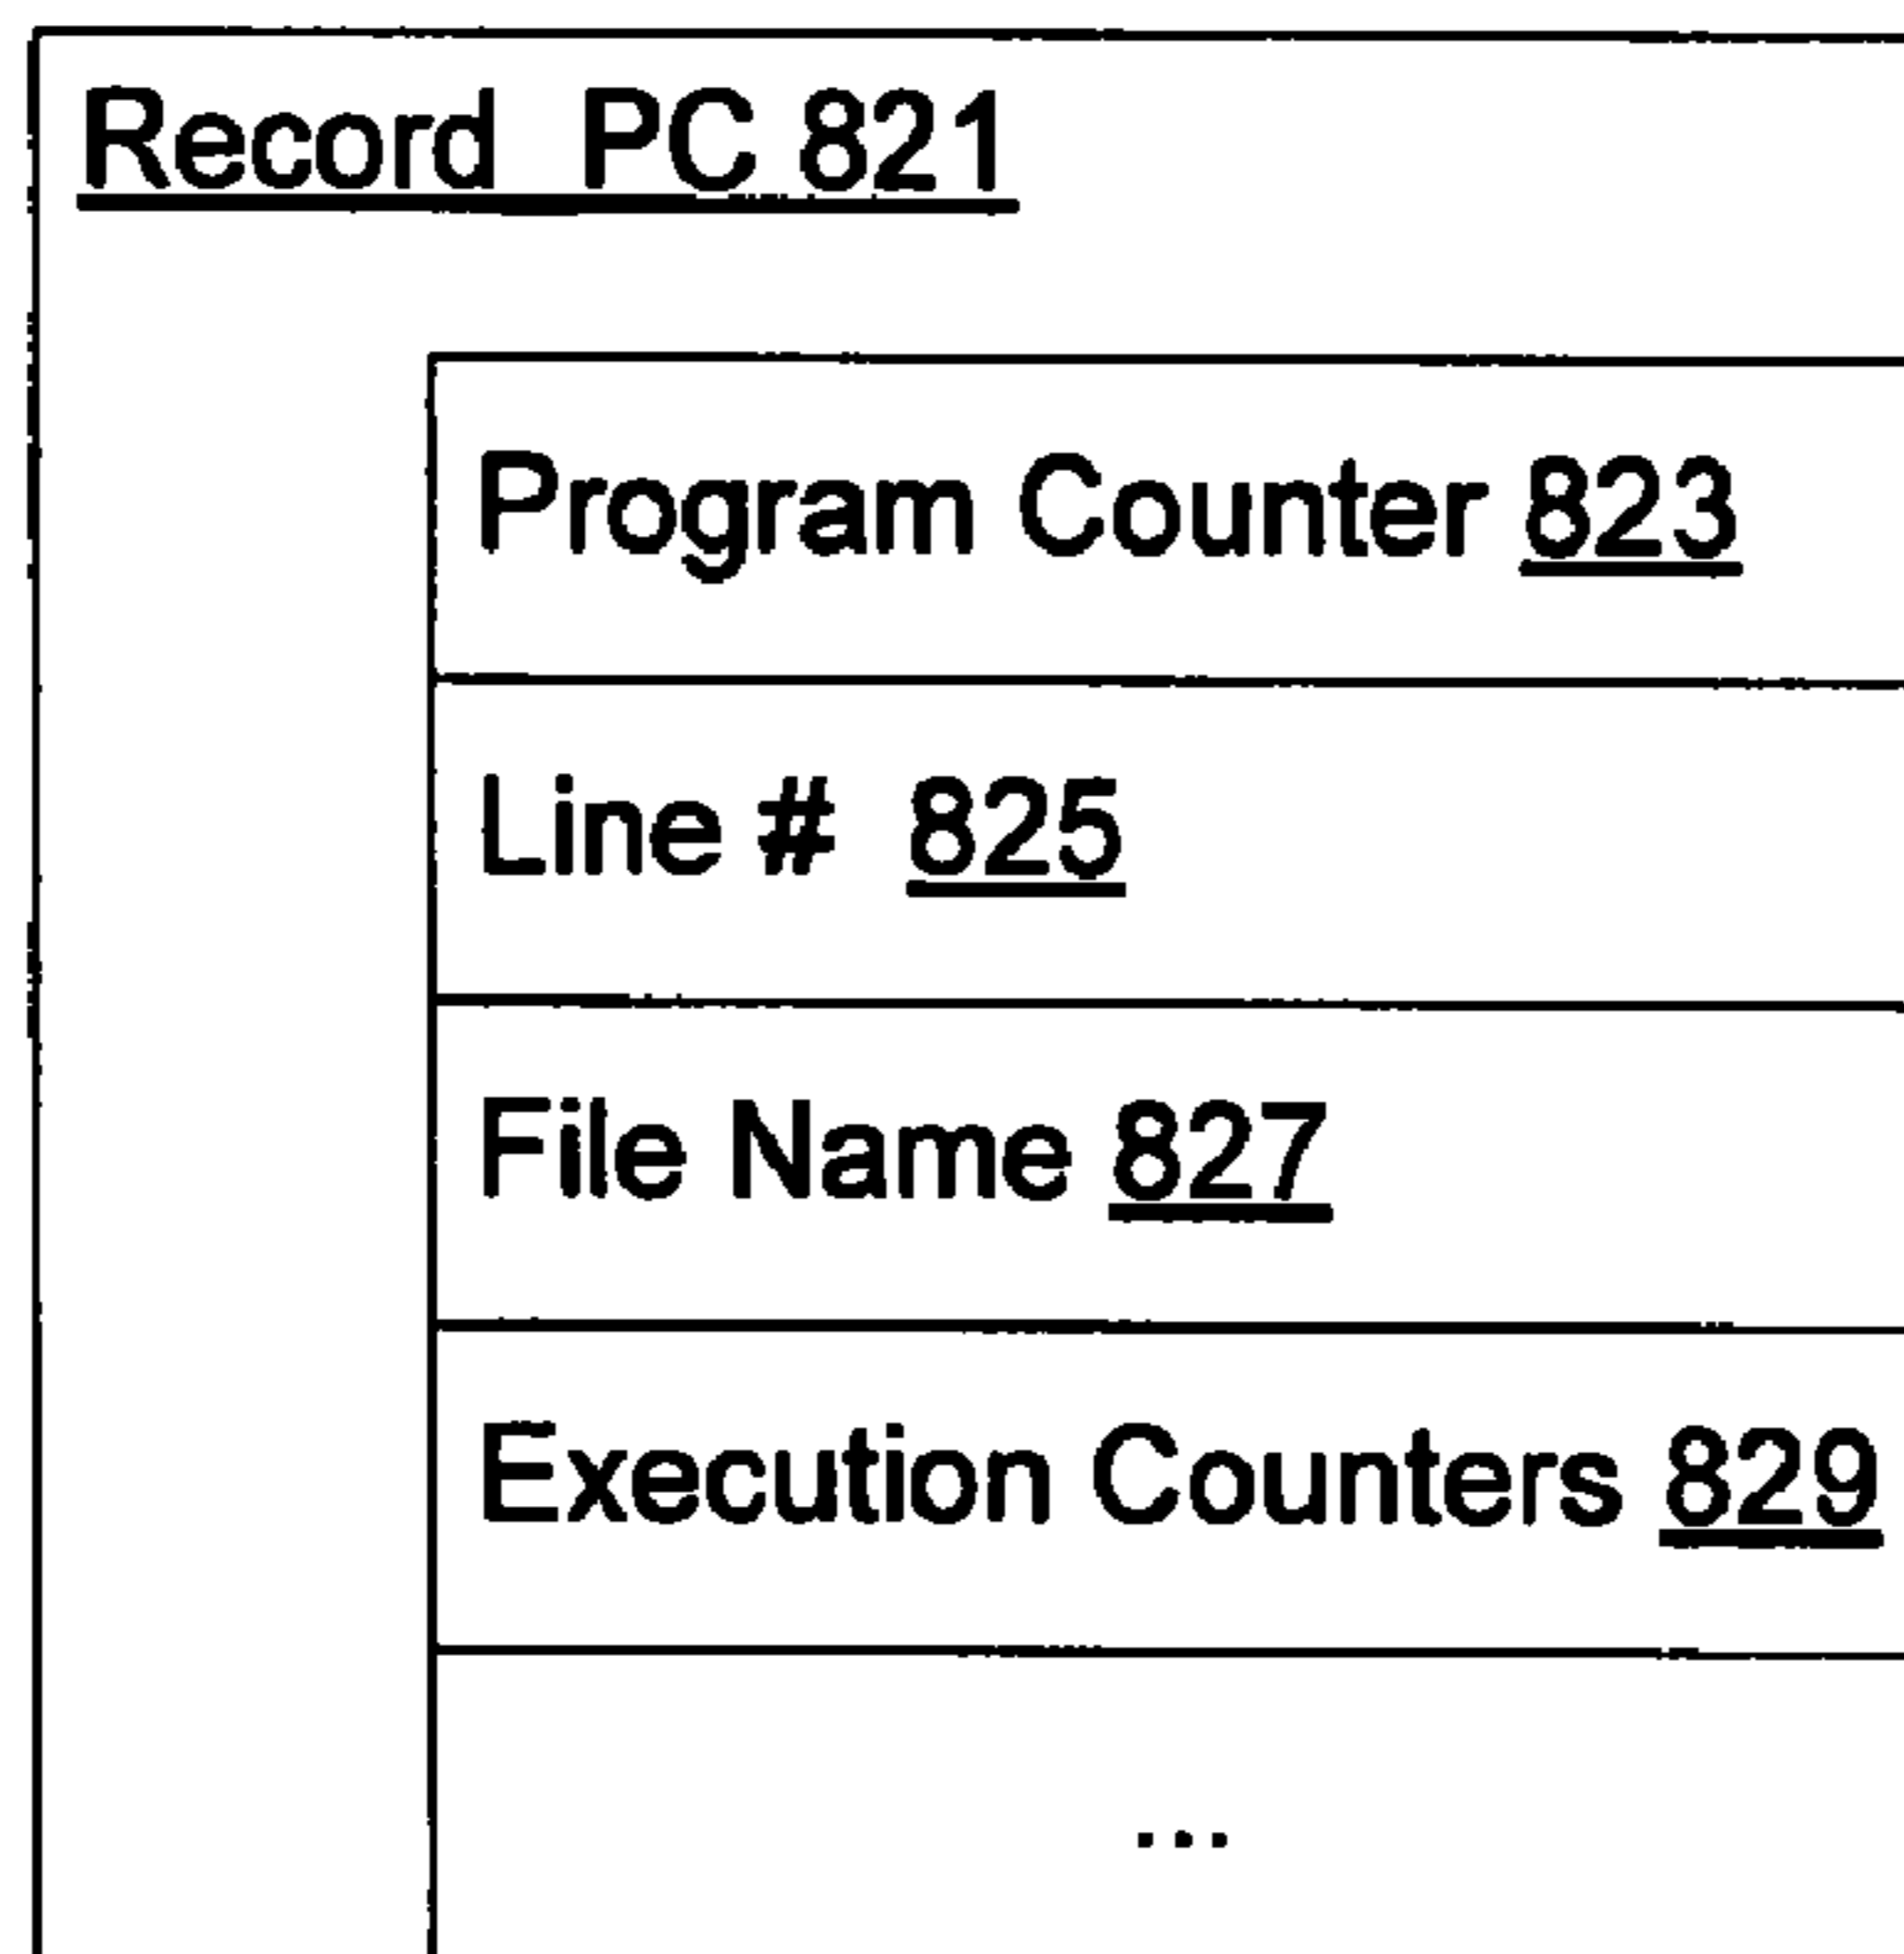 Record PC 821
Program Counter 823
Line # 825
File Name 827
Execution Counters 829
...